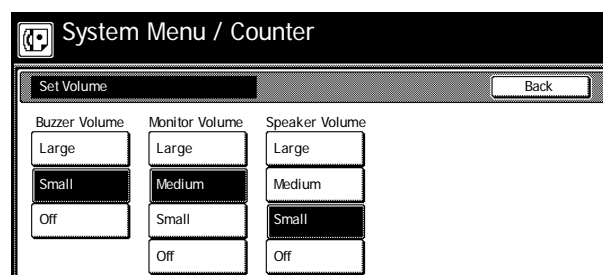 System Menu / Counter
Set Volume Back
Buzzer Volume Monitor Volume Speaker Volume
Large Large Large
Small Medium Medium
Off Small Small
Off Off